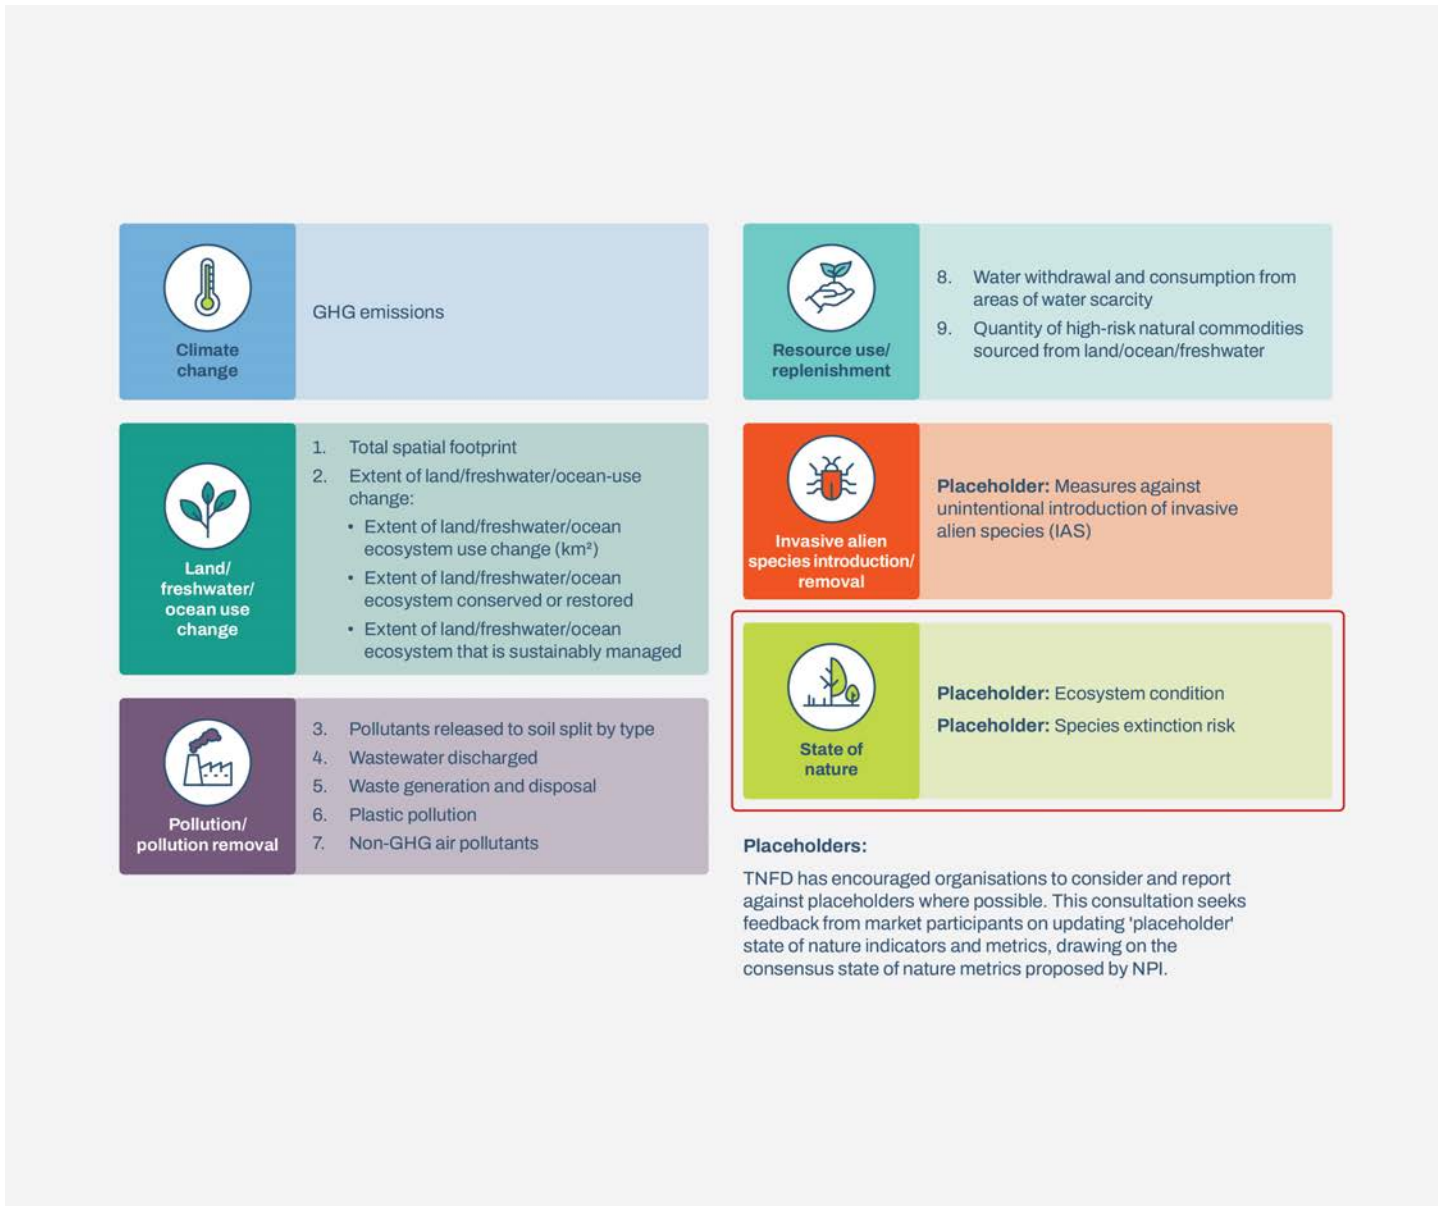 Climate
change
GHG emissions
Land/
freshwater/
ocean use
change
1. Total spatial footprint
2. Extent of land/freshwater/ocean-use
change:
• Extent of land/freshwater/ocean
ecosystem use change (km²)
• Extent of land/freshwater/ocean
ecosystem conserved or restored
• Extent of land/freshwater/ocean
ecosystem that is sustainably managed
Pollution/
pollution removal
3. Pollutants released to soil split by type
4. Wastewater discharged
5. Waste generation and disposal
6. Plastic pollution
7. Non-GHG air pollutants
Resource use/
replenishment
8. Water withdrawal and consumption from
areas of water scarcity
9. Quantity of high-risk natural commodities
sourced from land/ocean/freshwater
Invasive alien
species introduction/
removal
Placeholder: Measures against
unintentional introduction of invasive
alien species (IAS)
State of
nature
Placeholder: Ecosystem condition
Placeholder: Species extinction risk
Placeholders:
TNFD has encouraged organisations to consider and report
against placeholders where possible. This consultation seeks
feedback from market participants on updating 'placeholder'
state of nature indicators and metrics, drawing on the
consensus state of nature metrics proposed by NPI.